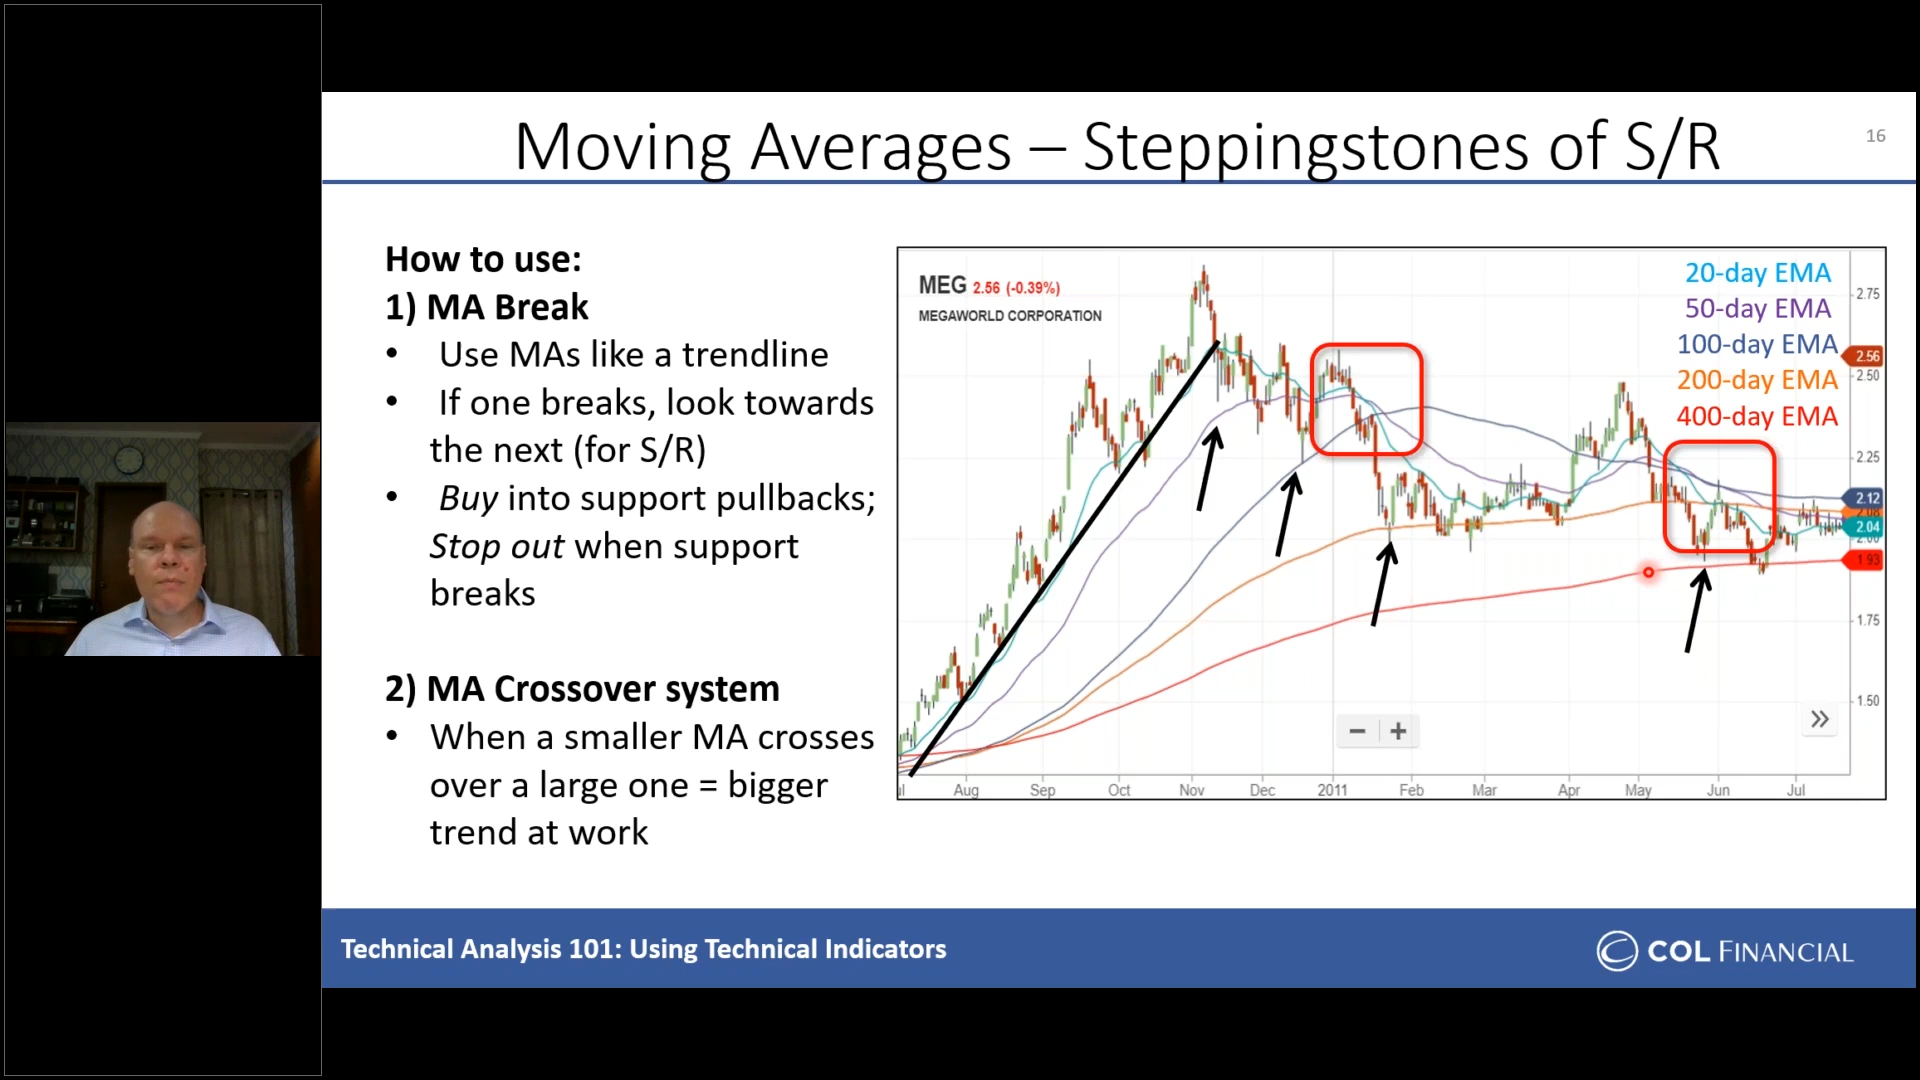 Moving Averages – Steppingstones of S/R
16
How to use:
1) MA Break
• Use MAs like a trendline
• If one breaks, look towards
the next (for S/R)
• Buy into support pullbacks;
Stop out when support
breaks
2) MA Crossover system
• When a smaller MA crosses
over a large one = bigger
trend at work
MEG 2.56 (-0.39%)
MEGAWORLD CORPORATION
20-day EMA
50-day EMA
100-day EMA
200-day EMA
400-day EMA
2.75
2.56
2.50
2.25
2.12
2.04
2.00
1.93
1.75
1.50
− +
»
Aug Sep Oct Nov Dec 2011 Feb Mar Apr May Jun Jul
Technical Analysis 101: Using Technical Indicators
COL FINANCIAL